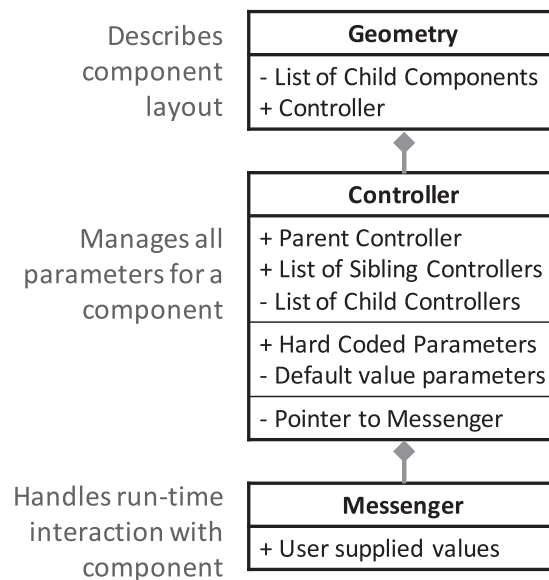 Describes
component
layout
Geometry
- List of Child Components
+ Controller
Manages all
parameters for a
component
Controller
+ Parent Controller
+ List of Sibling Controllers
- List of Child Controllers
+ Hard Coded Parameters
- Default value parameters
- Pointer to Messenger
Handles run-time
interaction with
component
Messenger
+ User supplied values